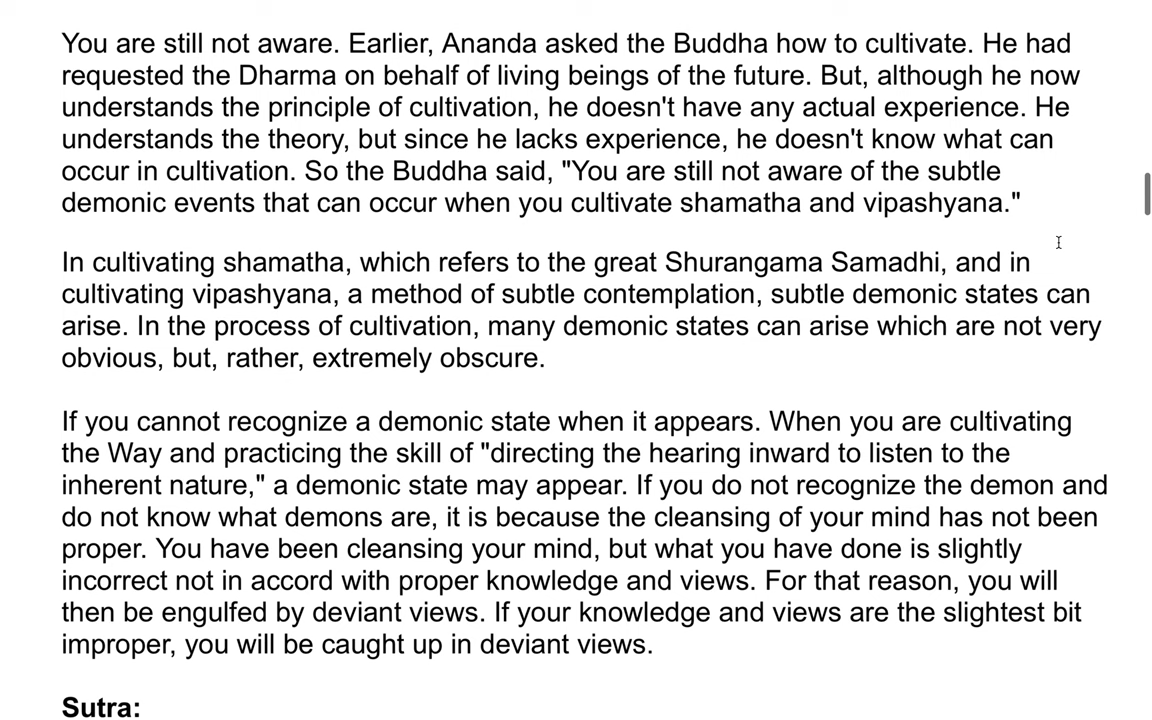 You are still not aware. Earlier, Ananda asked the Buddha how to cultivate. He had
requested the Dharma on behalf of living beings of the future. But, although he now
understands the principle of cultivation, he doesn't have any actual experience. He
understands the theory, but since he lacks experience, he doesn't know what can
occur in cultivation. So the Buddha said, "You are still not aware of the subtle
demonic events that can occur when you cultivate shamatha and vipashyana."
In cultivating shamatha, which refers to the great Shurangama Samadhi, and in
cultivating vipashyana, a method of subtle contemplation, subtle demonic states can
arise. In the process of cultivation, many demonic states can arise which are not very
obvious, but, rather, extremely obscure.
If you cannot recognize a demonic state when it appears. When you are cultivating
the Way and practicing the skill of "directing the hearing inward to listen to the
inherent nature," a demonic state may appear. If you do not recognize the demon and
do not know what demons are, it is because the cleansing of your mind has not been
proper. You have been cleansing your mind, but what you have done is slightly
incorrect not in accord with proper knowledge and views. For that reason, you will
then be engulfed by deviant views. If your knowledge and views are the slightest bit
improper, you will be caught up in deviant views.
Sutra: